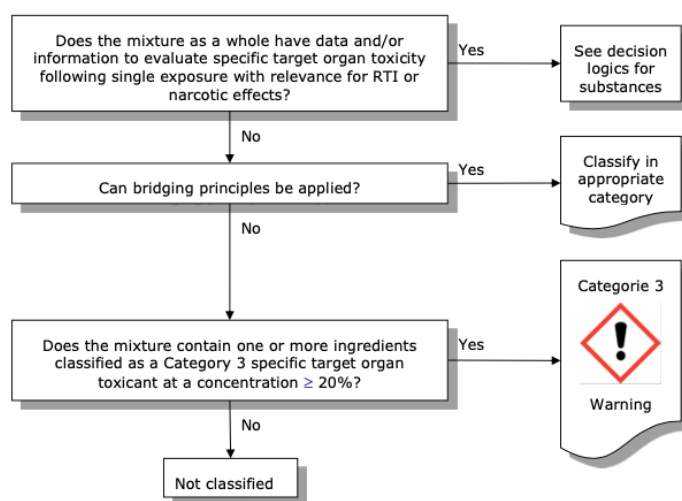 Does the mixture as a whole have data and/or
information to evaluate specific target organ toxicity
following single exposure with relevance for RTI or
narcotic effects?
Yes
See decision
logics for
substances
No
Can bridging principles be applied?
Yes
Classify in
appropriate
category
No
Does the mixture contain one or more ingredients
classified as a Category 3 specific target organ
toxicant at a concentration ≥ 20%?
Yes
Categorie 3
!
Warning
No
Not classified